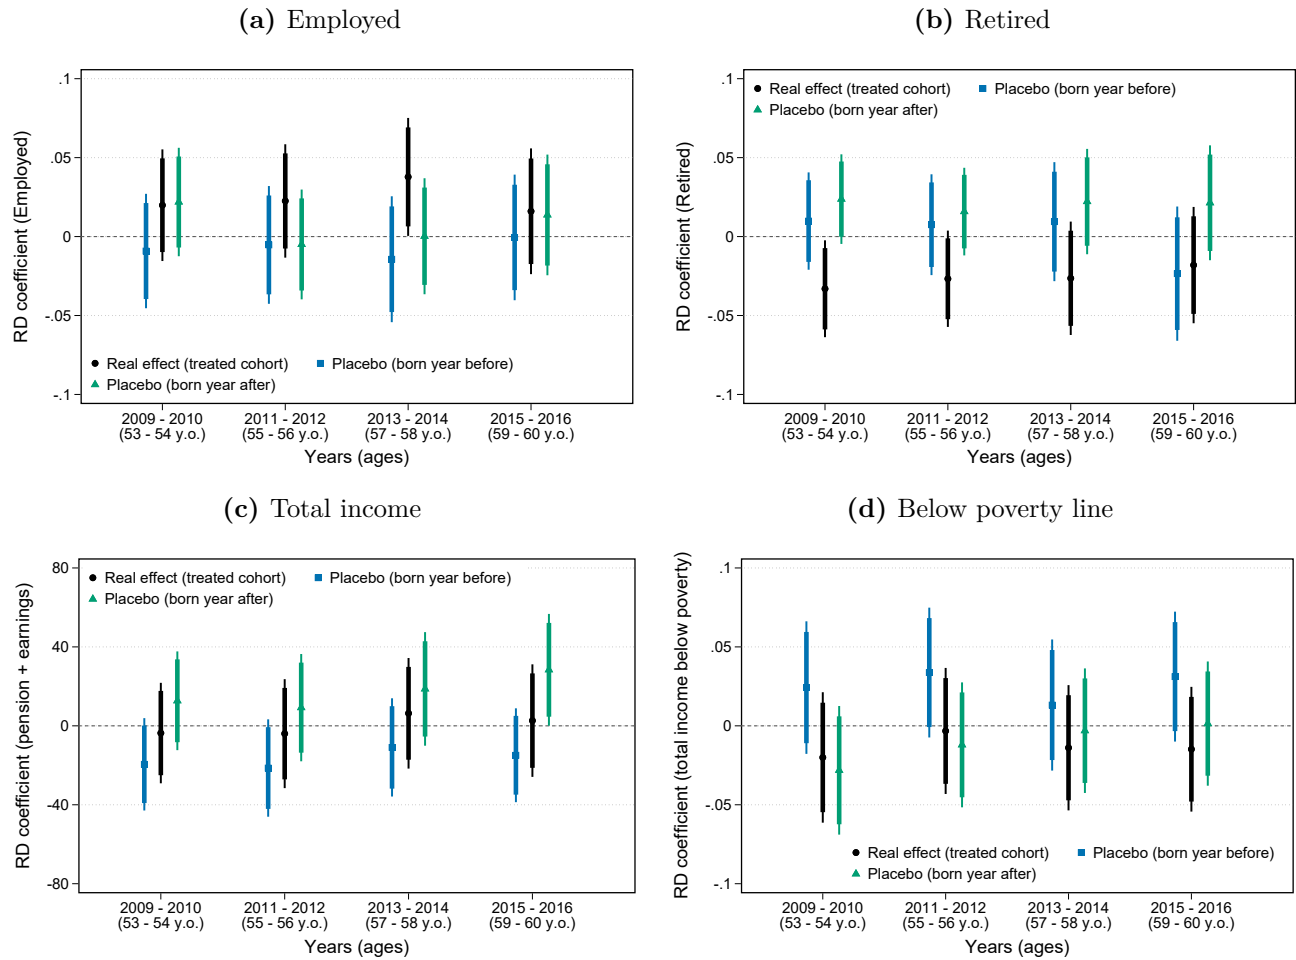 (a) Employed
RD coefficient (Employed)
.1
.05
0
-.05
-.1
Real effect (treated cohort) Placebo (born year before)
Placebo (born year after)
2009 - 2010 2011 - 2012 2013 - 2014 2015 - 2016
(53 - 54 y.o.) (55 - 56 y.o.) (57 - 58 y.o.) (59 - 60 y.o.)
Years (ages)
(b) Retired
RD coefficient (Retired)
.1
.05
0
-.05
-.1
Real effect (treated cohort) Placebo (born year before)
Placebo (born year after)
2009 - 2010 2011 - 2012 2013 - 2014 2015 - 2016
(53 - 54 y.o.) (55 - 56 y.o.) (57 - 58 y.o.) (59 - 60 y.o.)
Years (ages)
(c) Total income
RD coefficient (pension + earnings)
80
40
0
-40
-80
Real effect (treated cohort) Placebo (born year before)
Placebo (born year after)
2009 - 2010 2011 - 2012 2013 - 2014 2015 - 2016
(53 - 54 y.o.) (55 - 56 y.o.) (57 - 58 y.o.) (59 - 60 y.o.)
Years (ages)
(d) Below poverty line
RD coefficient (total income below poverty)
.1
.05
0
-.05
-.1
Real effect (treated cohort) Placebo (born year before)
Placebo (born year after)
2009 - 2010 2011 - 2012 2013 - 2014 2015 - 2016
(53 - 54 y.o.) (55 - 56 y.o.) (57 - 58 y.o.) (59 - 60 y.o.)
Years (ages)